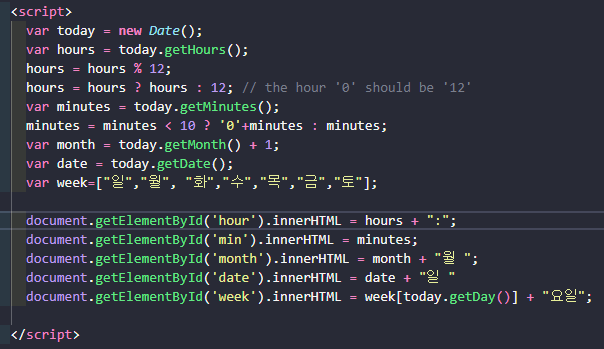 <script>
var today = new Date();
var hours = today.getHours();
hours = hours % 12;
hours = hours ? hours : 12; // the hour '0' should be '12'
var minutes = today.getMinutes();
minutes = minutes < 10 ? '0'+minutes : minutes;
var month = today.getMonth() + 1;
var date = today.getDate();
var week=["일","월", "화","수","목","금","토"];
document.getElementById('hour').innerHTML = hours + ":";
document.getElementById('min').innerHTML = minutes;
document.getElementById('month').innerHTML = month + "월 ";
document.getElementById('date').innerHTML = date + "일 "
document.getElementById('week').innerHTML = week[today.getDay()] + "요일";
</script>